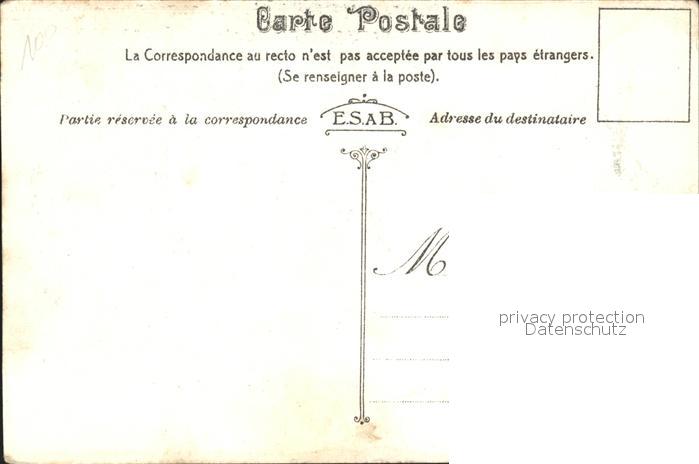 100
Carte Postale
La Correspondance au recto n'est pas acceptée par tous les pays étrangers.
(Se renseigner à la poste).
Partie réservée à la correspondance E.S.A.B. Adresse du destinataire
M
privacy protection
Datenschutz